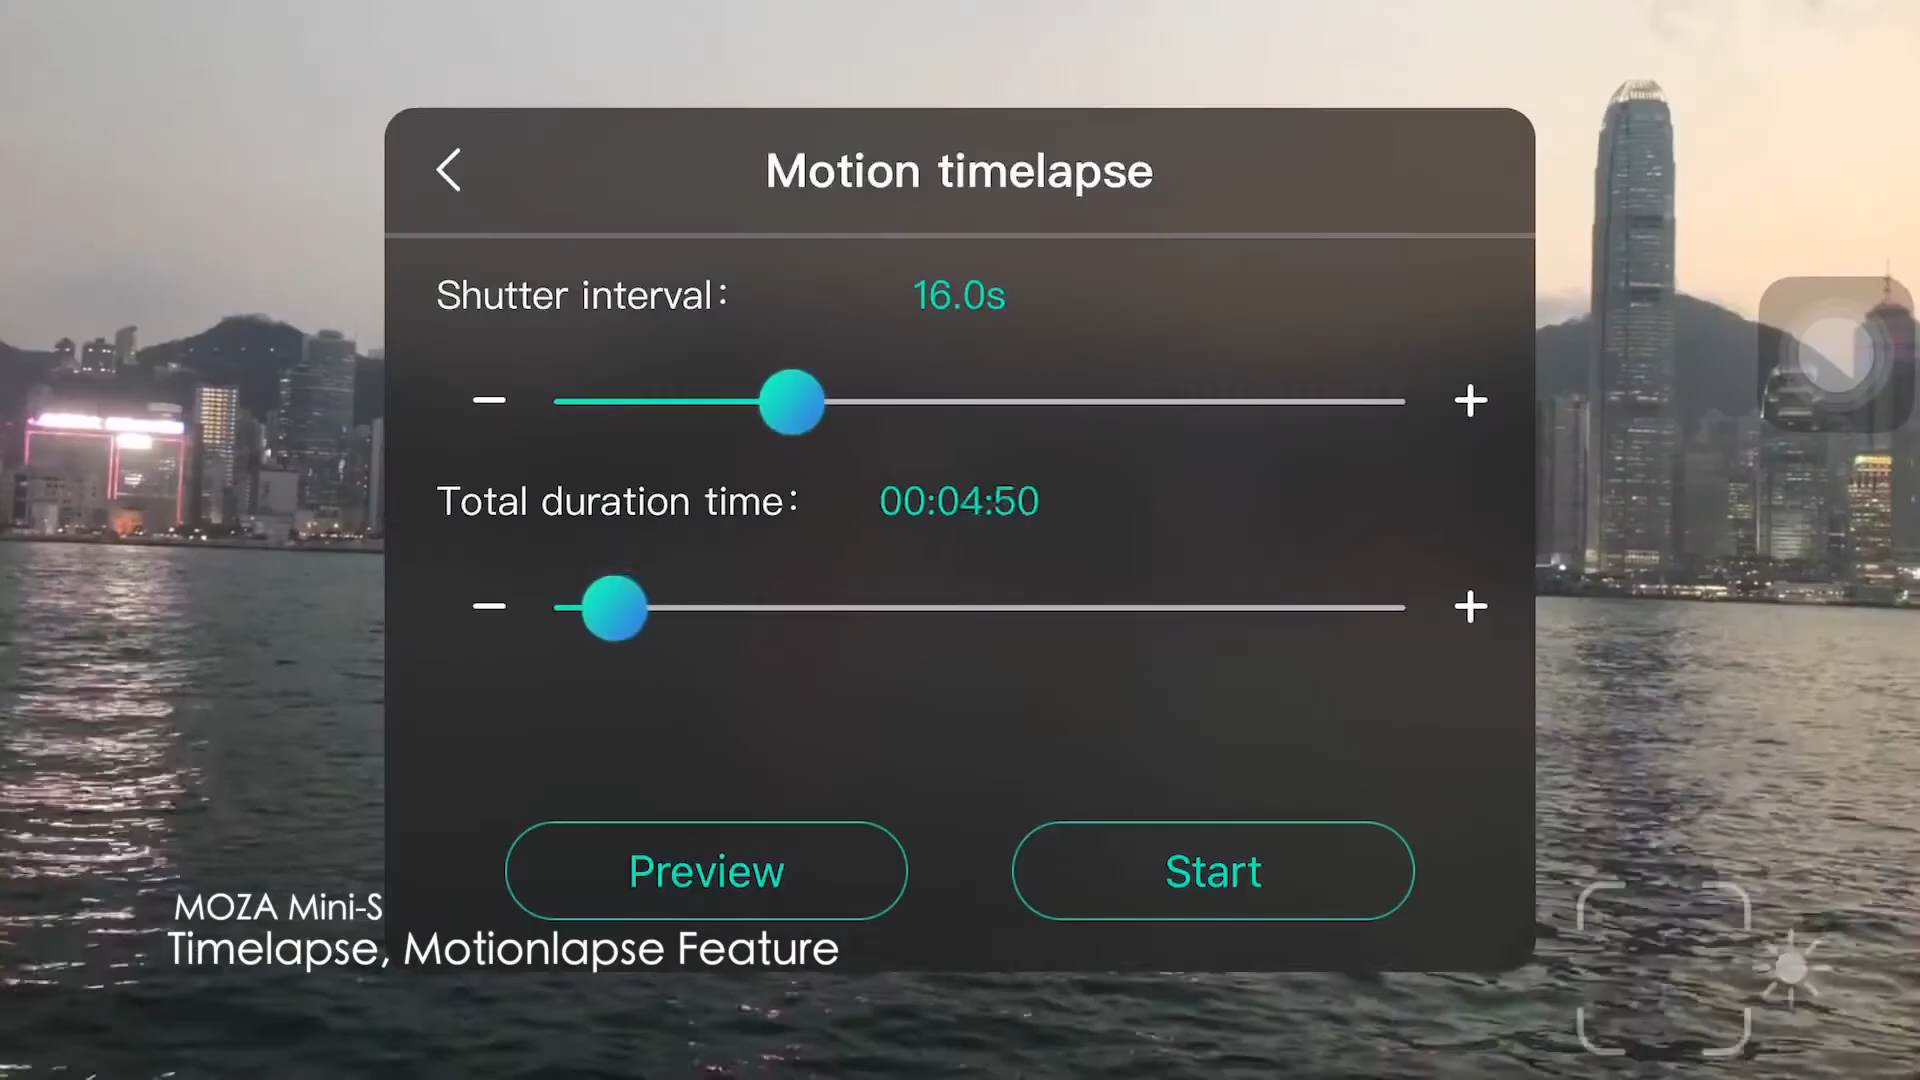 Motion timelapse
Shutter interval: 16.0s
Total duration time: 00:04:50
Preview Start
MOZA Mini-S
Timelapse, Motionlapse Feature